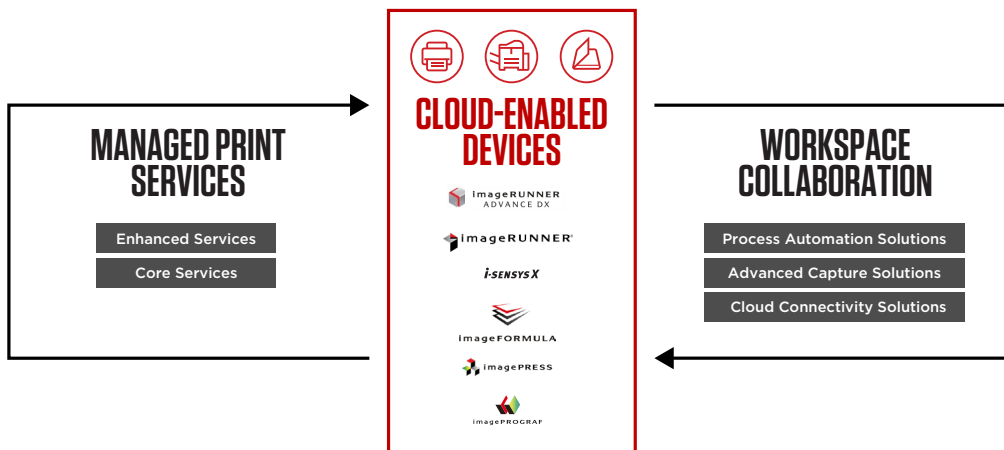 MANAGED PRINT
SERVICES
Enhanced Services
Core Services
CLOUD-ENABLED
DEVICES
imageRUNNER
ADVANCE DX
imageRUNNER®
i-SENSYS X
imageFORMULA
imagePRESS
imagePROGRAF
WORKSPACE
COLLABORATION
Process Automation Solutions
Advanced Capture Solutions
Cloud Connectivity Solutions